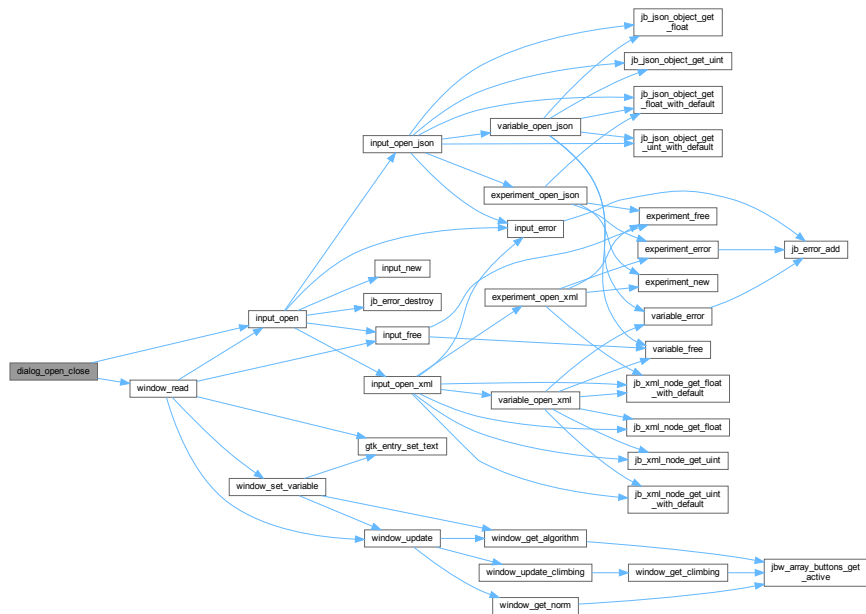 jb_json_object_get
_float
jb_json_object_get_uint
jb_json_object_get
_float_with_default
variable_open_json
input_open_json
jb_json_object_get
_uint_with_default
experiment_open_json
experiment_free
input_error
experiment_error
jb_error_add
input_new
experiment_new
experiment_open_xml
jb_error_destroy
input_open
variable_error
input_free
variable_free
dialog_open_close
window_read
input_open_xml
jb_xml_node_get_float
_with_default
variable_open_xml
jb_xml_node_get_float
gtk_entry_set_text
jb_xml_node_get_uint
window_set_variable
jb_xml_node_get_uint
_with_default
window_update
window_get_algorithm
window_update_climbing
window_get_climbing
jbw_array_buttons_get
_active
window_get_norm